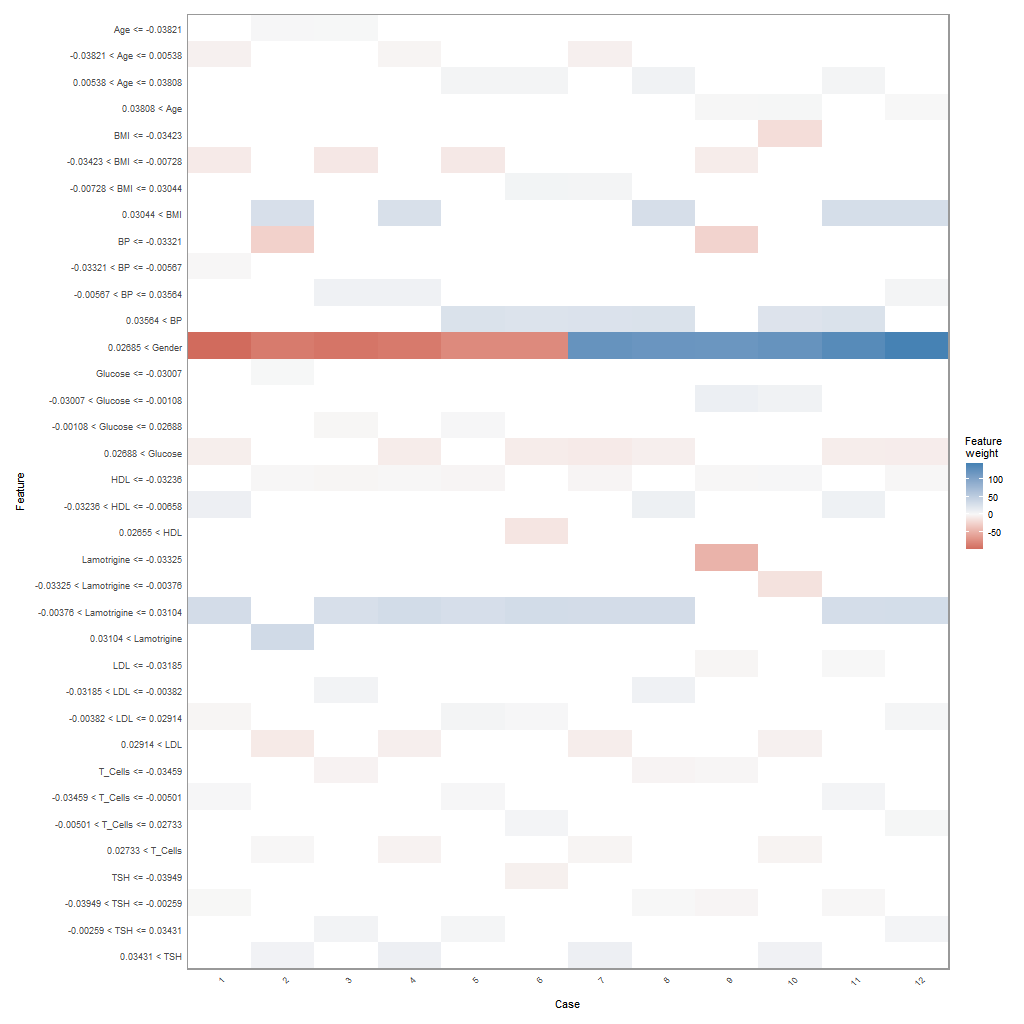 Age <= -0.03821
-0.03821 < Age <= 0.00538
0.00538 < Age <= 0.03808
0.03808 < Age
BMI <= -0.03423
-0.03423 < BMI <= -0.00728
-0.00728 < BMI <= 0.03044
0.03044 < BMI
BP <= -0.03321
-0.03321 < BP <= -0.00567
-0.00567 < BP <= 0.03564
0.03564 < BP
0.02685 < Gender
Glucose <= -0.03007
-0.03007 < Glucose <= -0.00108
-0.00108 < Glucose <= 0.02688
0.02688 < Glucose
HDL <= -0.03236
-0.03236 < HDL <= -0.00658
0.02655 < HDL
Lamotrigine <= -0.03325
-0.03325 < Lamotrigine <= -0.00376
-0.00376 < Lamotrigine <= 0.03104
0.03104 < Lamotrigine
LDL <= -0.03185
-0.03185 < LDL <= -0.00382
-0.00382 < LDL <= 0.02914
0.02914 < LDL
T_Cells <= -0.03459
-0.03459 < T_Cells <= -0.00501
-0.00501 < T_Cells <= 0.02733
0.02733 < T_Cells
TSH <= -0.03949
-0.03949 < TSH <= -0.00259
-0.00259 < TSH <= 0.03431
0.03431 < TSH
Feature
1 2 3 4 5 6 7 8 9 10 11 12
Case
Feature
weight
100
50
0
-50